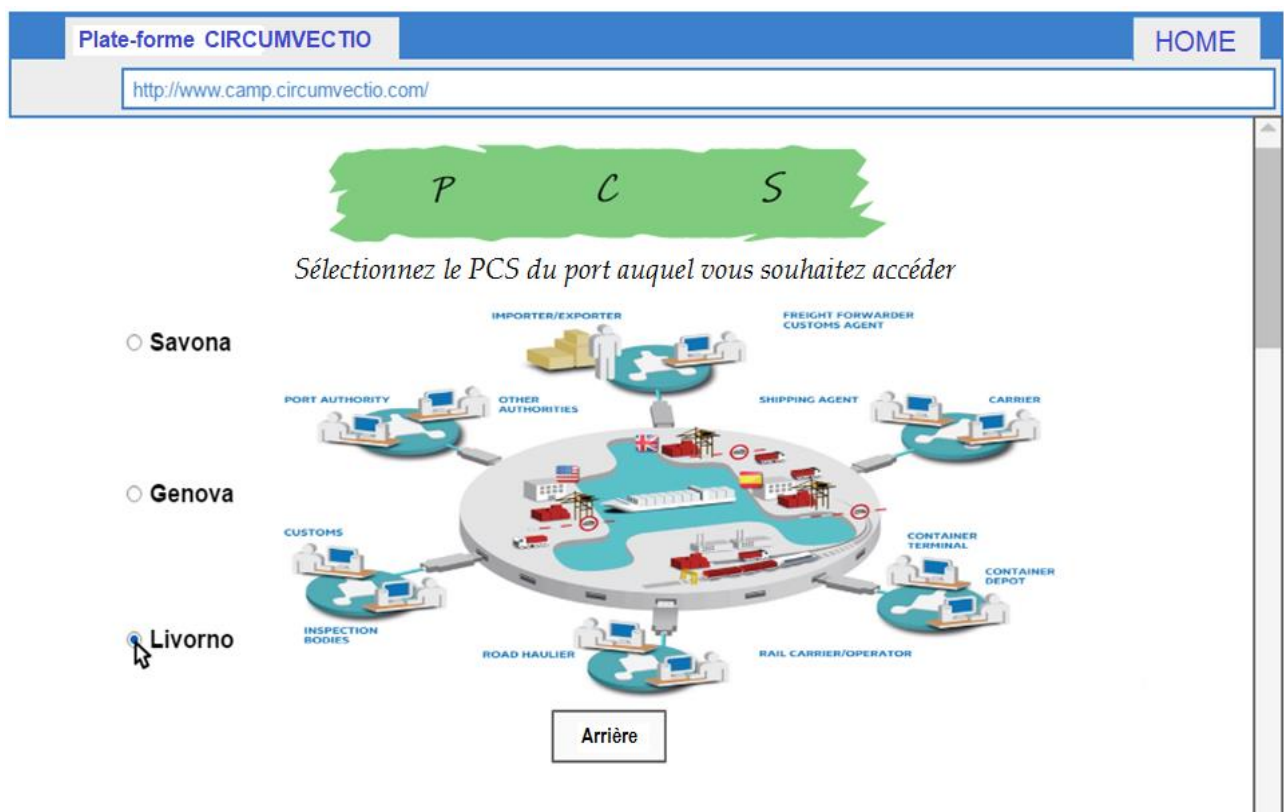 Plate-forme CIRCUMVECTIO
HOME
http://www.camp.circumvectio.com/
P C S
Sélectionnez le PCS du port auquel vous souhaitez accéder
Savona
Genova
Livorno
IMPORTER/EXPORTER
FREIGHT FORWARDER
CUSTOMS AGENT
PORT AUTHORITY
OTHER
AUTHORITIES
SHIPPING AGENT
CARRIER
CUSTOMS
INSPECTION
BODIES
CONTAINER
TERMINAL
CONTAINER
DEPOT
ROAD HAULIER
RAIL CARRIER/OPERATOR
Arrière